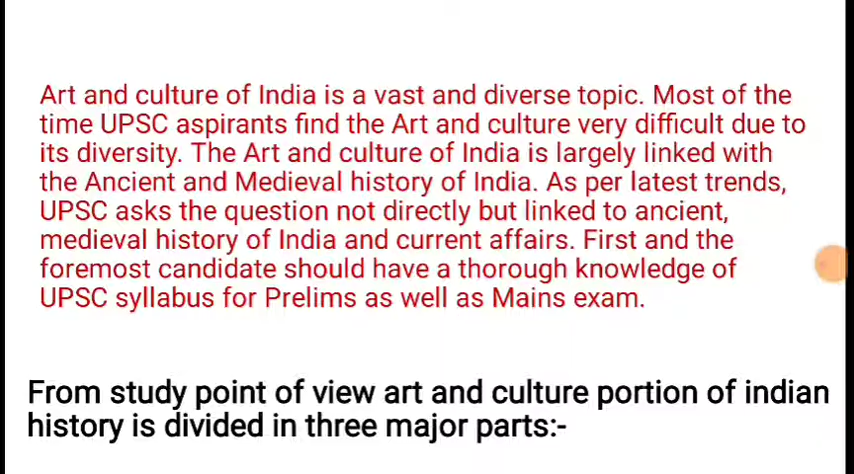 Art and culture of India is a vast and diverse topic. Most of the
time UPSC aspirants find the Art and culture very difficult due to
its diversity. The Art and culture of India is largely linked with
the Ancient and Medieval history of India. As per latest trends,
UPSC asks the question not directly but linked to ancient,
medieval history of India and current affairs. First and the
foremost candidate should have a thorough knowledge of
UPSC syllabus for Prelims as well as Mains exam.
From study point of view art and culture portion of indian
history is divided in three major parts:-